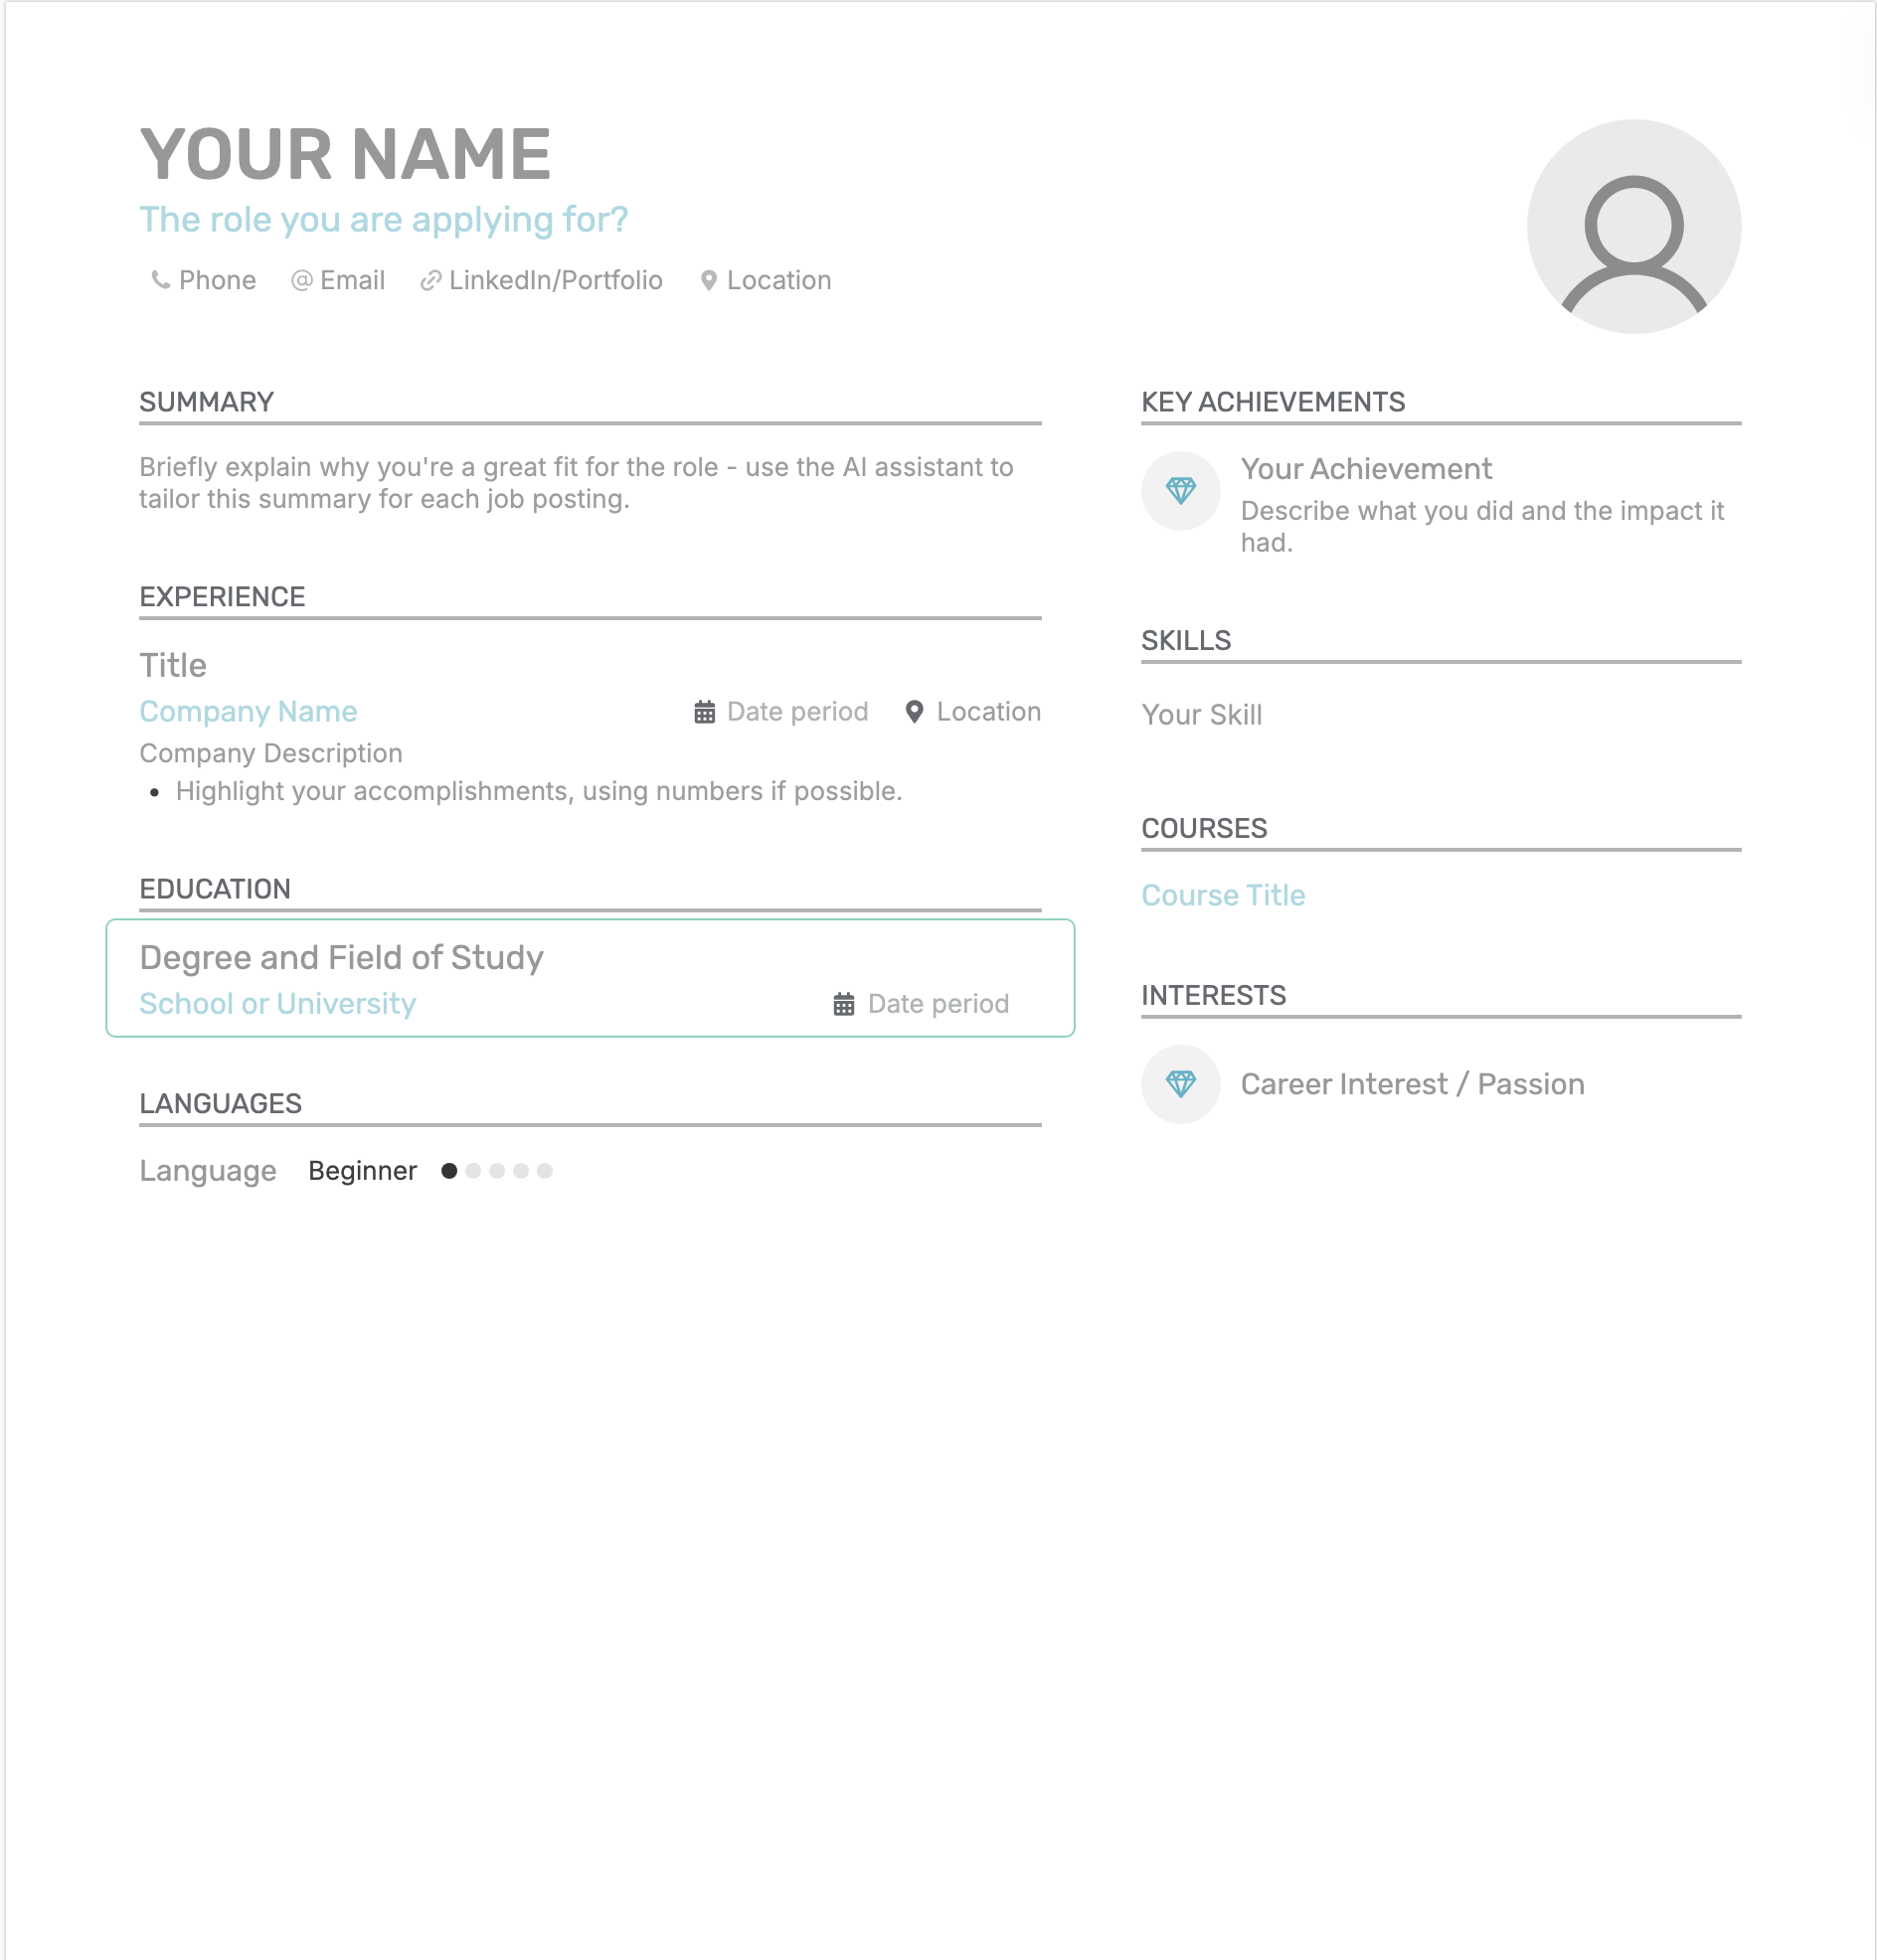 YOUR NAME
The role you are applying for?
Phone @ Email LinkedIn/Portfolio Location
SUMMARY
Briefly explain why you're a great fit for the role - use the AI assistant to
tailor this summary for each job posting.
EXPERIENCE
Title
Company Name Date period Location
Company Description
• Highlight your accomplishments, using numbers if possible.
EDUCATION
Degree and Field of Study
School or University Date period
LANGUAGES
Language Beginner
KEY ACHIEVEMENTS
Your Achievement
Describe what you did and the impact it
had.
SKILLS
Your Skill
COURSES
Course Title
INTERESTS
Career Interest / Passion